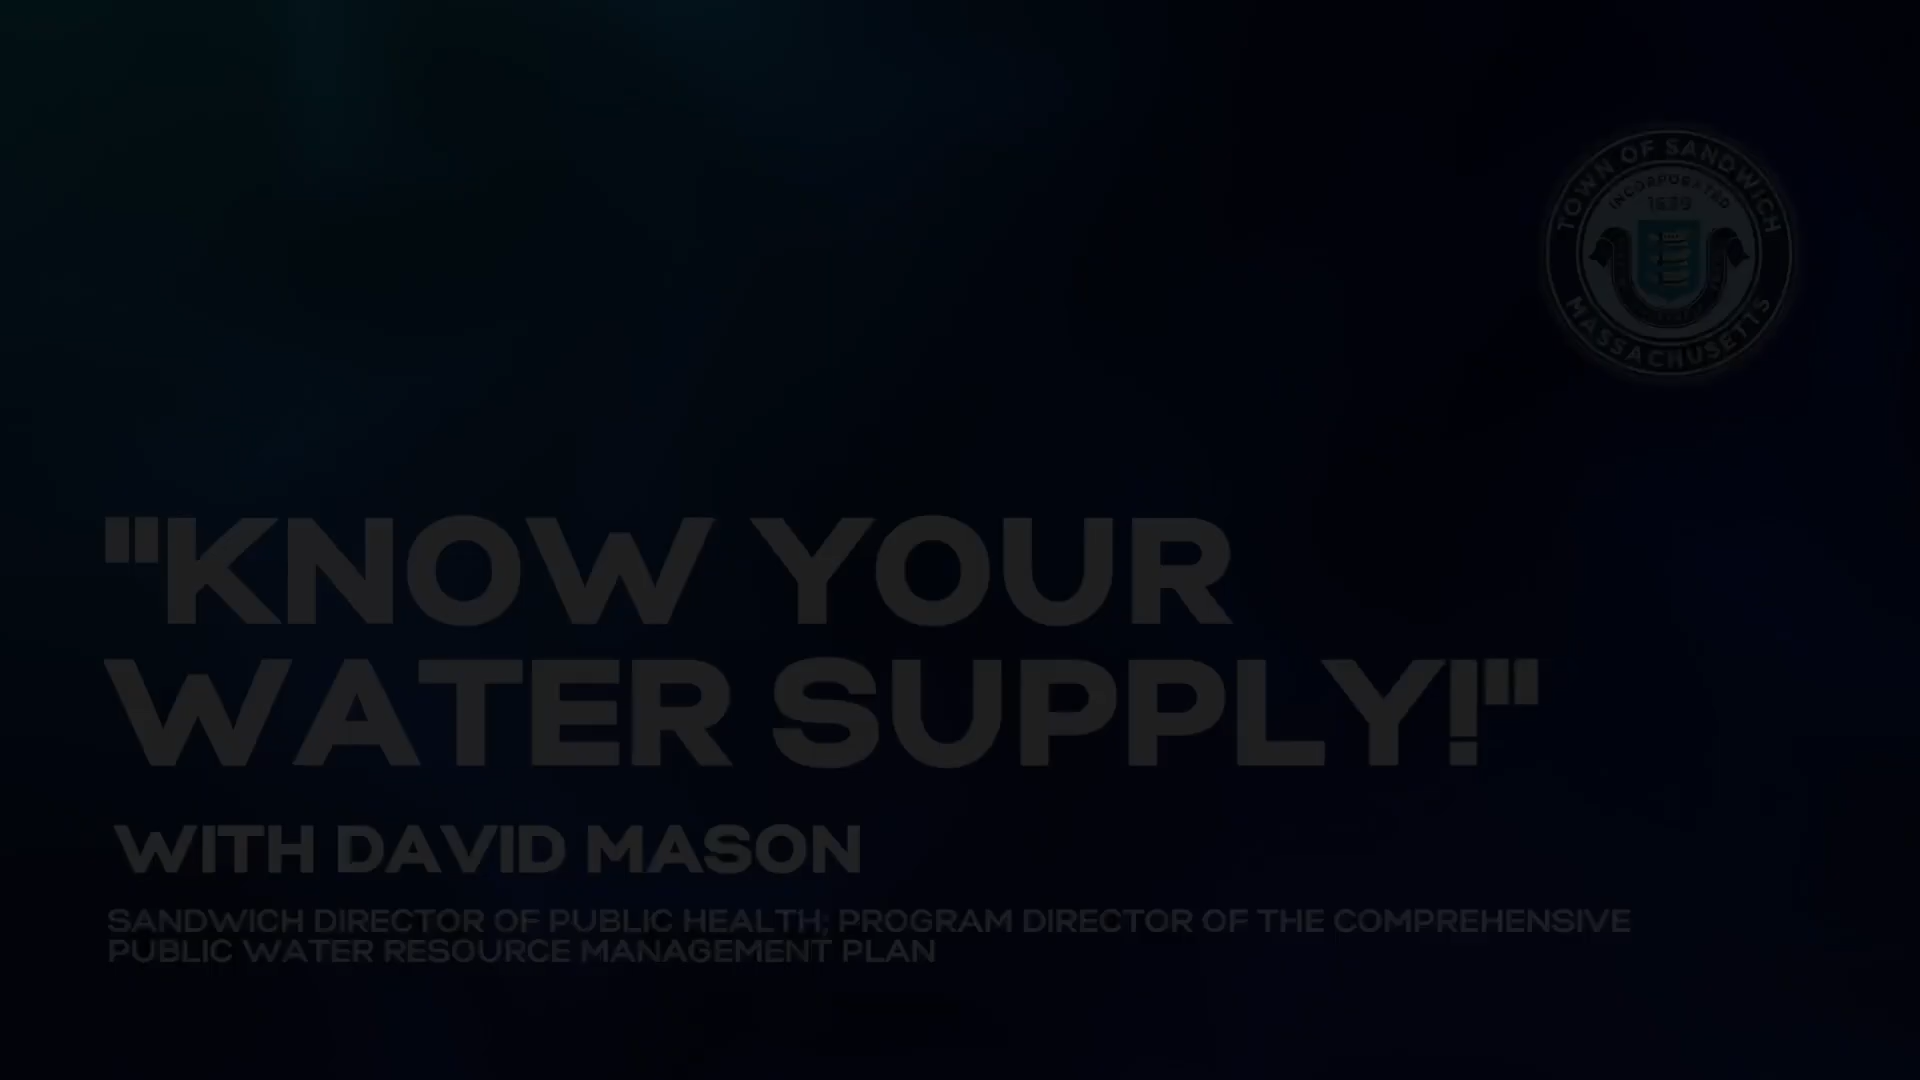 TOWN OF SANDWICH
INCORPORATED
1639
MASSACHUSETTS
"KNOW YOUR
WATER SUPPLY!"
WITH DAVID MASON
SANDWICH DIRECTOR OF PUBLIC HEALTH; PROGRAM DIRECTOR OF THE COMPREHENSIVE
PUBLIC WATER RESOURCE MANAGEMENT PLAN